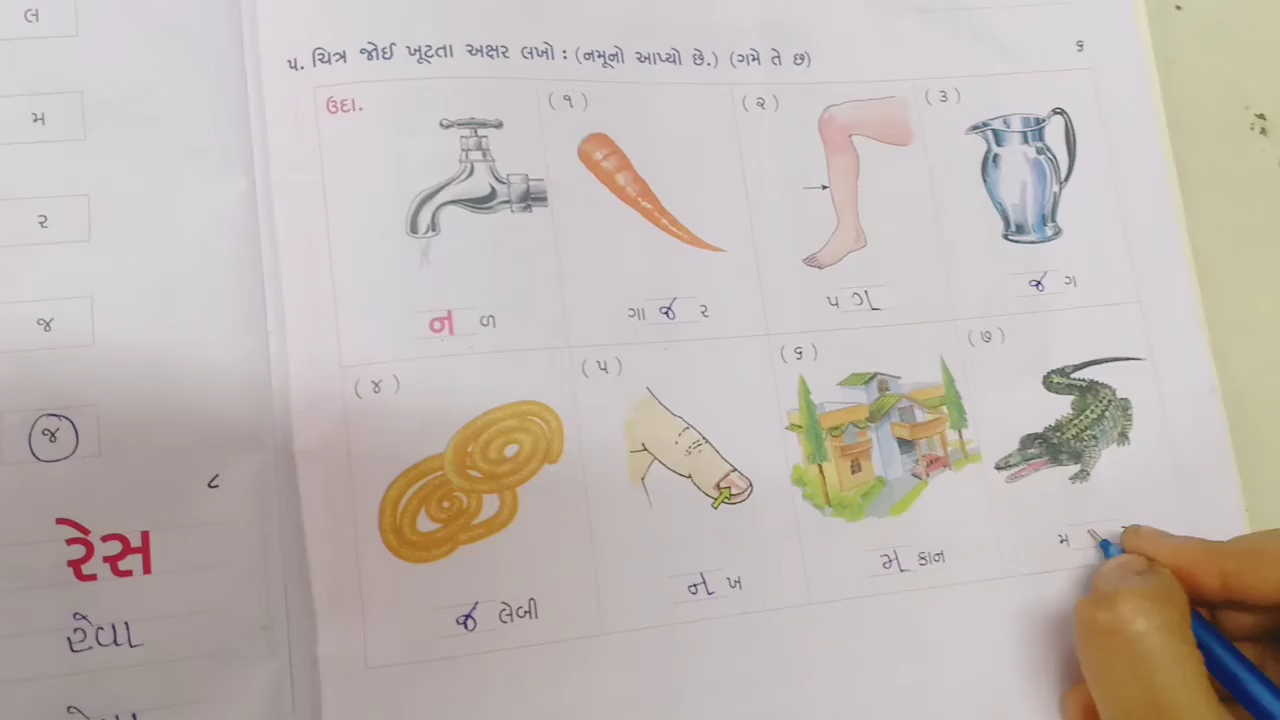 લ
મ
ર
જ
જ
૮
રેસ
રેવા
૫. ચિત્ર જોઈ ખૂટતા અક્ષર લખો : (નમૂનો આપ્યો છે.) (ગમે તે છ)
૬
ઉદા.
(૧)
(૨)
(૩)
નળ
ગાજર
પગ
જગ
(૪)
(૫)
(૬)
(૭)
જલેબી
નખ
મકાન
મ